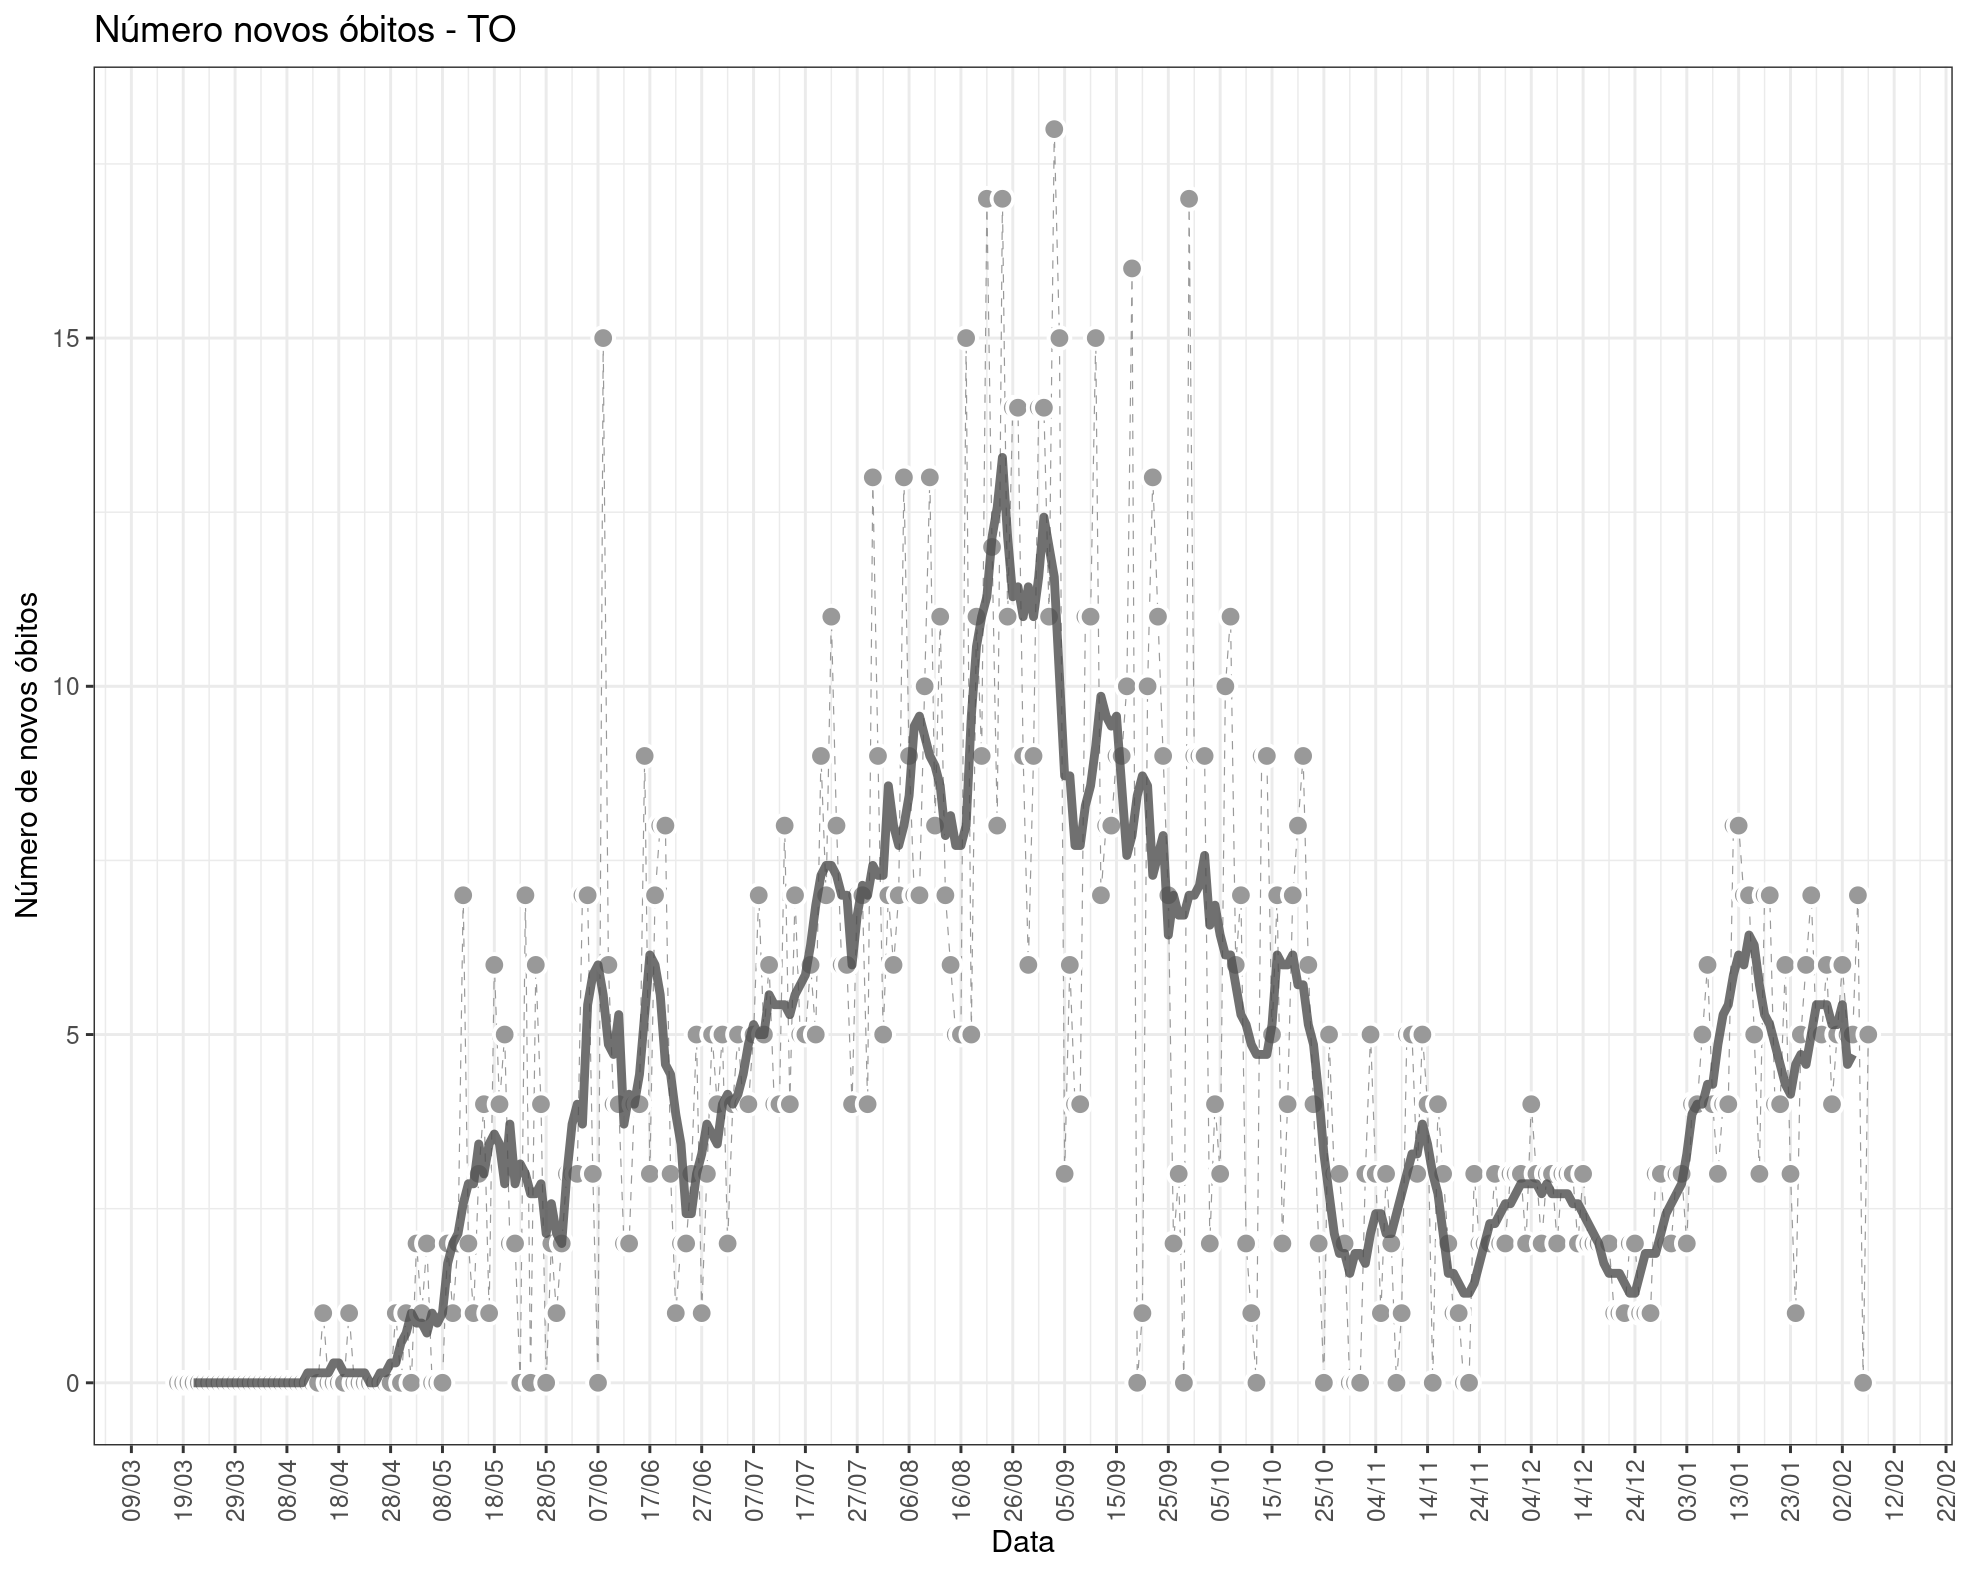 Número novos óbitos - TO
Número de novos óbitos
15
10
5
0
09/03 19/03 29/03 08/04 18/04 28/04 08/05 18/05 28/05 07/06 17/06 27/06 07/07 17/07 27/07 06/08 16/08 26/08 05/09 15/09 25/09 05/10 15/10 25/10 04/11 14/11 24/11 04/12 14/12 24/12 03/01 13/01 23/01 02/02 12/02 22/02
Data